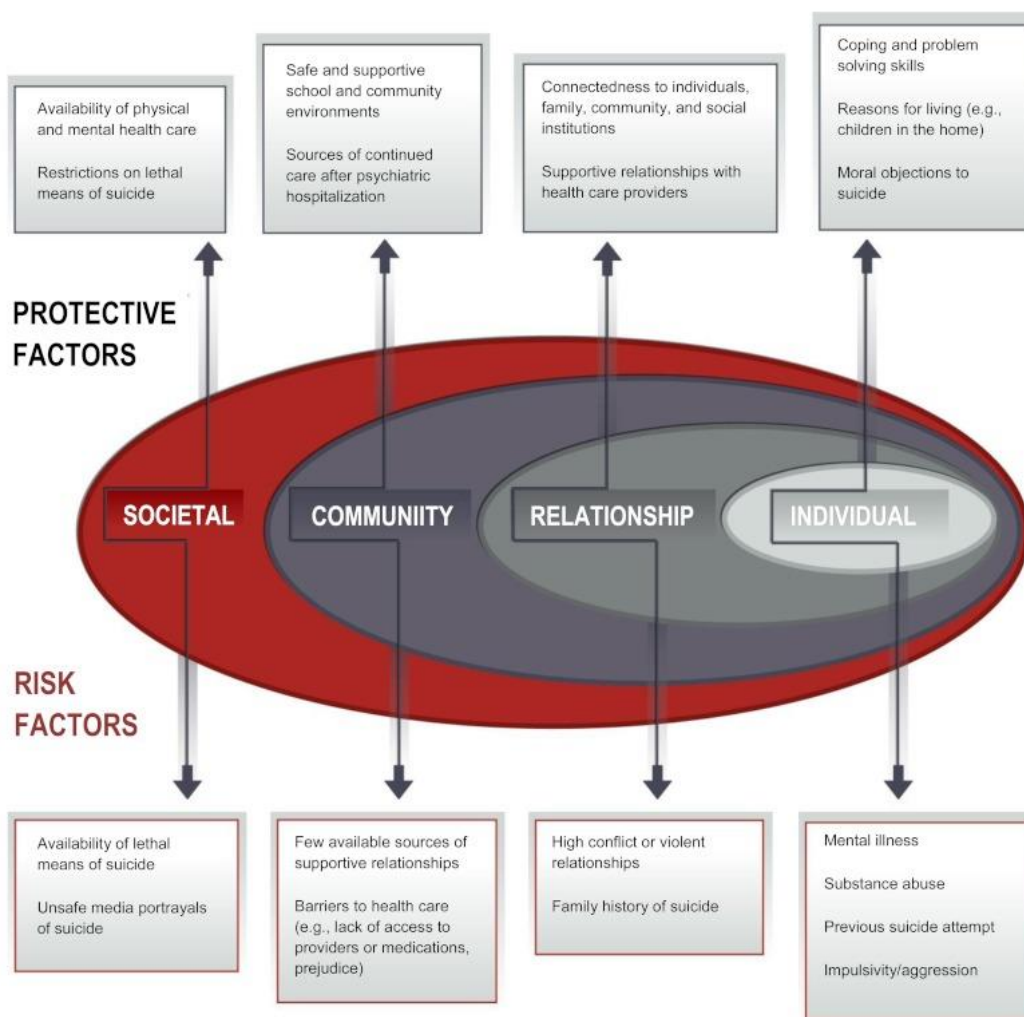 Availability of physical
and mental health care
Restrictions on lethal
means of suicide
Safe and supportive
school and community
environments
Sources of continued
care after psychiatric
hospitalization
Connectedness to individuals,
family, community, and social
institutions
Supportive relationships with
health care providers
Coping and problem
solving skills
Reasons for living (e.g.,
children in the home)
Moral objections to
suicide
PROTECTIVE
FACTORS
SOCIETAL
COMMUNIITY
RELATIONSHIP
INDIVIDUAL
RISK
FACTORS
Availability of lethal
means of suicide
Unsafe media portrayals
of suicide
Few available sources of
supportive relationships
Barriers to health care
(e.g., lack of access to
providers or medications,
prejudice)
High conflict or violent
relationships
Family history of suicide
Mental illness
Substance abuse
Previous suicide attempt
Impulsivity/aggression